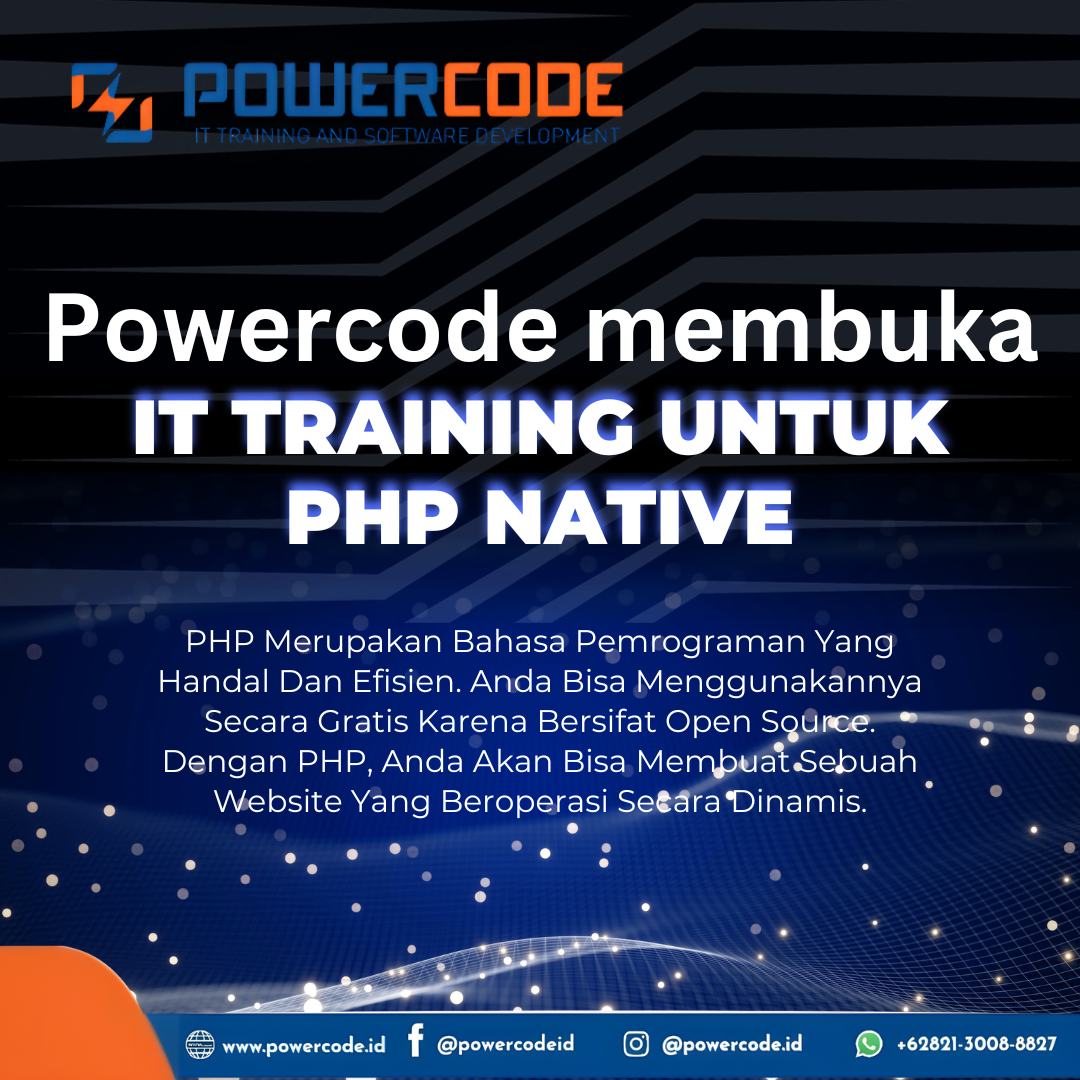 POWERCODE
IT TRAINING AND SOFTWARE DEVELOPMENT
Powercode membuka
IT TRAINING UNTUK
PHP NATIVE
PHP Merupakan Bahasa Pemrograman Yang
Handal Dan Efisien. Anda Bisa Menggunakannya
Secara Gratis Karena Bersifat Open Source.
Dengan PHP, Anda Akan Bisa Membuat Sebuah
Website Yang Beroperasi Secara Dinamis.
www.powercode.id @powercodeid @powercode.id +62821-3008-8827